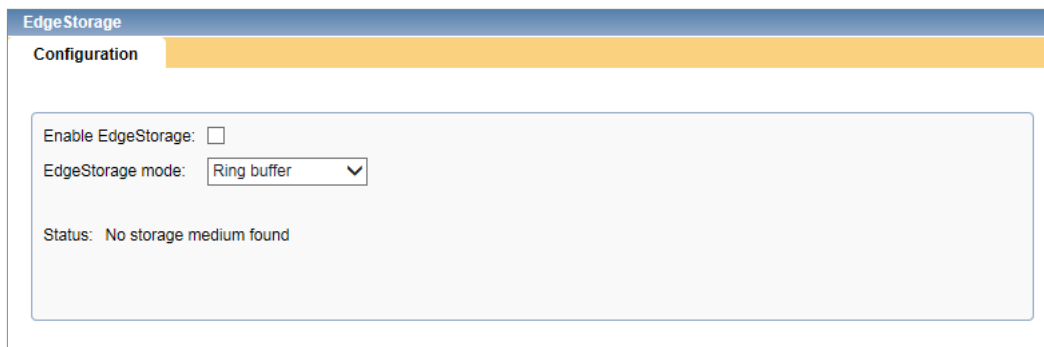 EdgeStorage
Configuration
Enable EdgeStorage:
EdgeStorage mode: Ring buffer
Status: No storage medium found